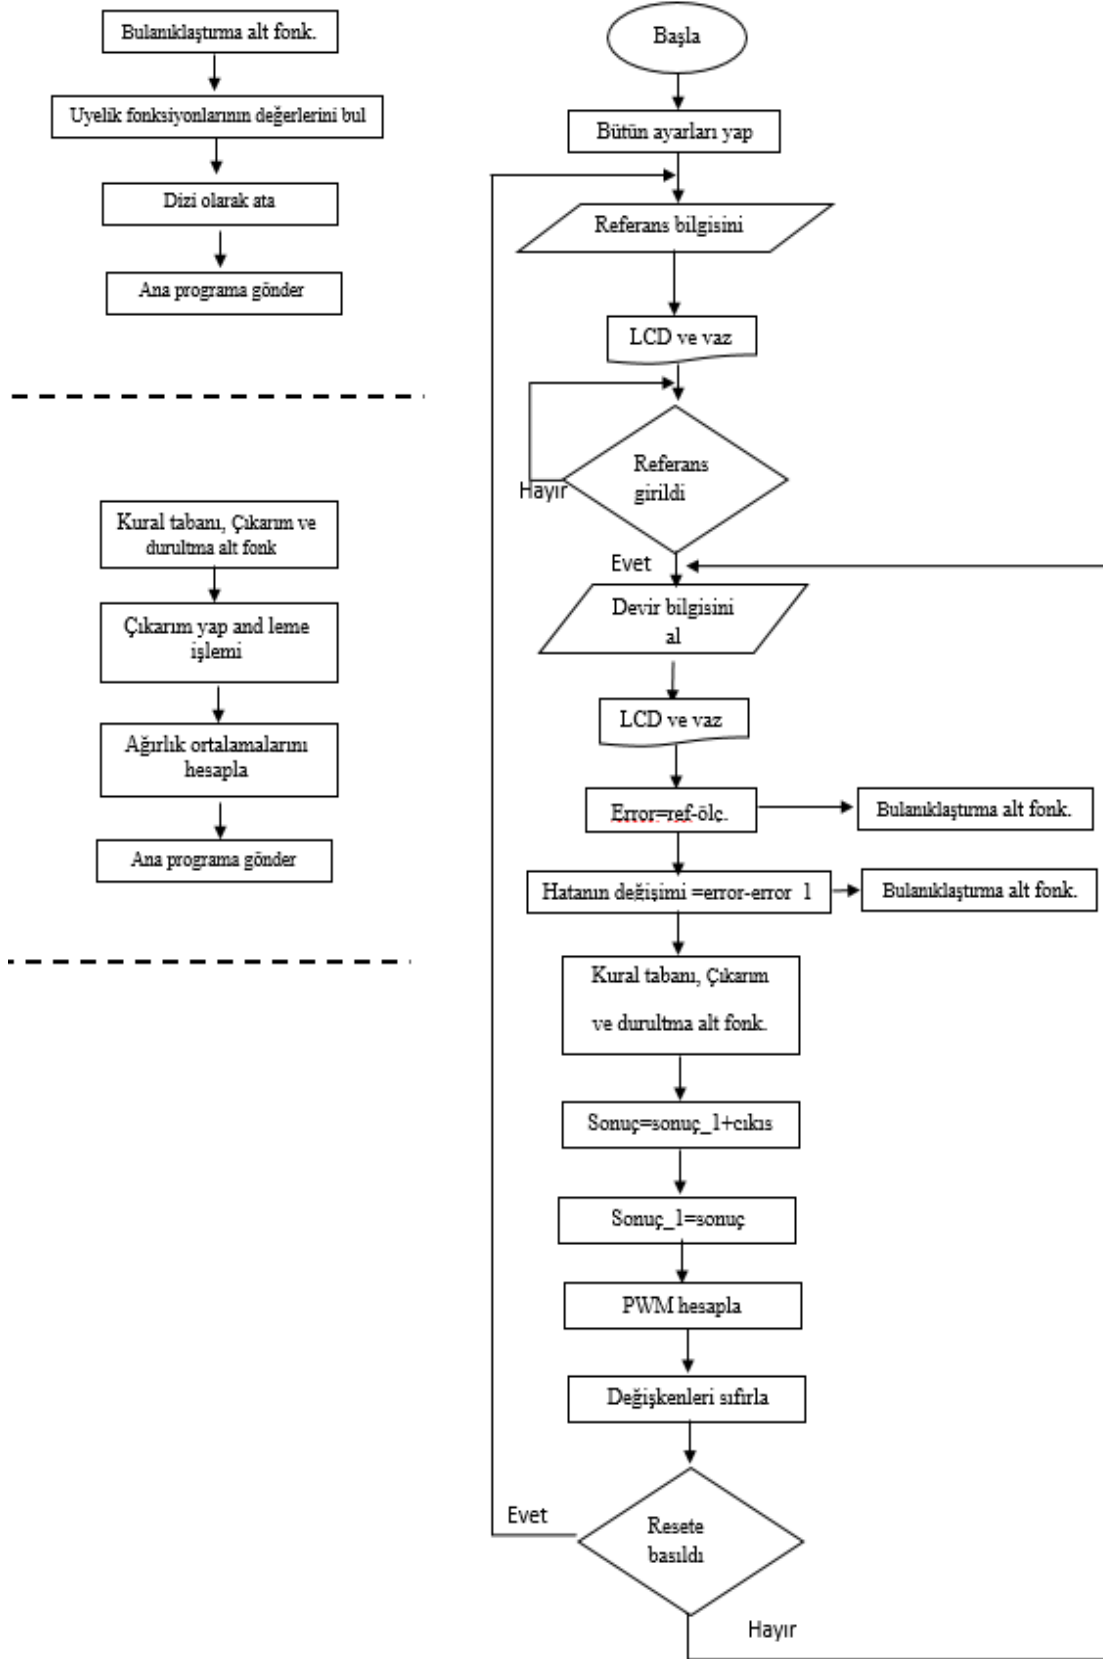 Bulanıklaştırma alt fonk.
Uyelik fonksiyonlarının değerlerini bul
Dizi olarak ata
Ana programa gönder
Kural tabanı, Çıkarım ve
durultma alt fonk
Çıkarım yap and leme
işlemi
Ağırlık ortalamalarını
hesapla
Ana programa gönder
Başla
Bütün ayarları yap
Referans bilgisini
LCD ve vaz
Referans
girildi
Hayır
Evet
Devir bilgisini
al
LCD ve vaz
Error=ref-ölç.
Bulanıklaştırma alt fonk.
Hatanın değişimi =error-error_1
Bulanıklaştırma alt fonk.
Kural tabanı, Çıkarım
ve durultma alt fonk.
Sonuç=sonuç_1+cıkıs
Sonuç_1=sonuç
PWM hesapla
Değişkenleri sıfırla
Evet
Resete
basıldı
Hayır